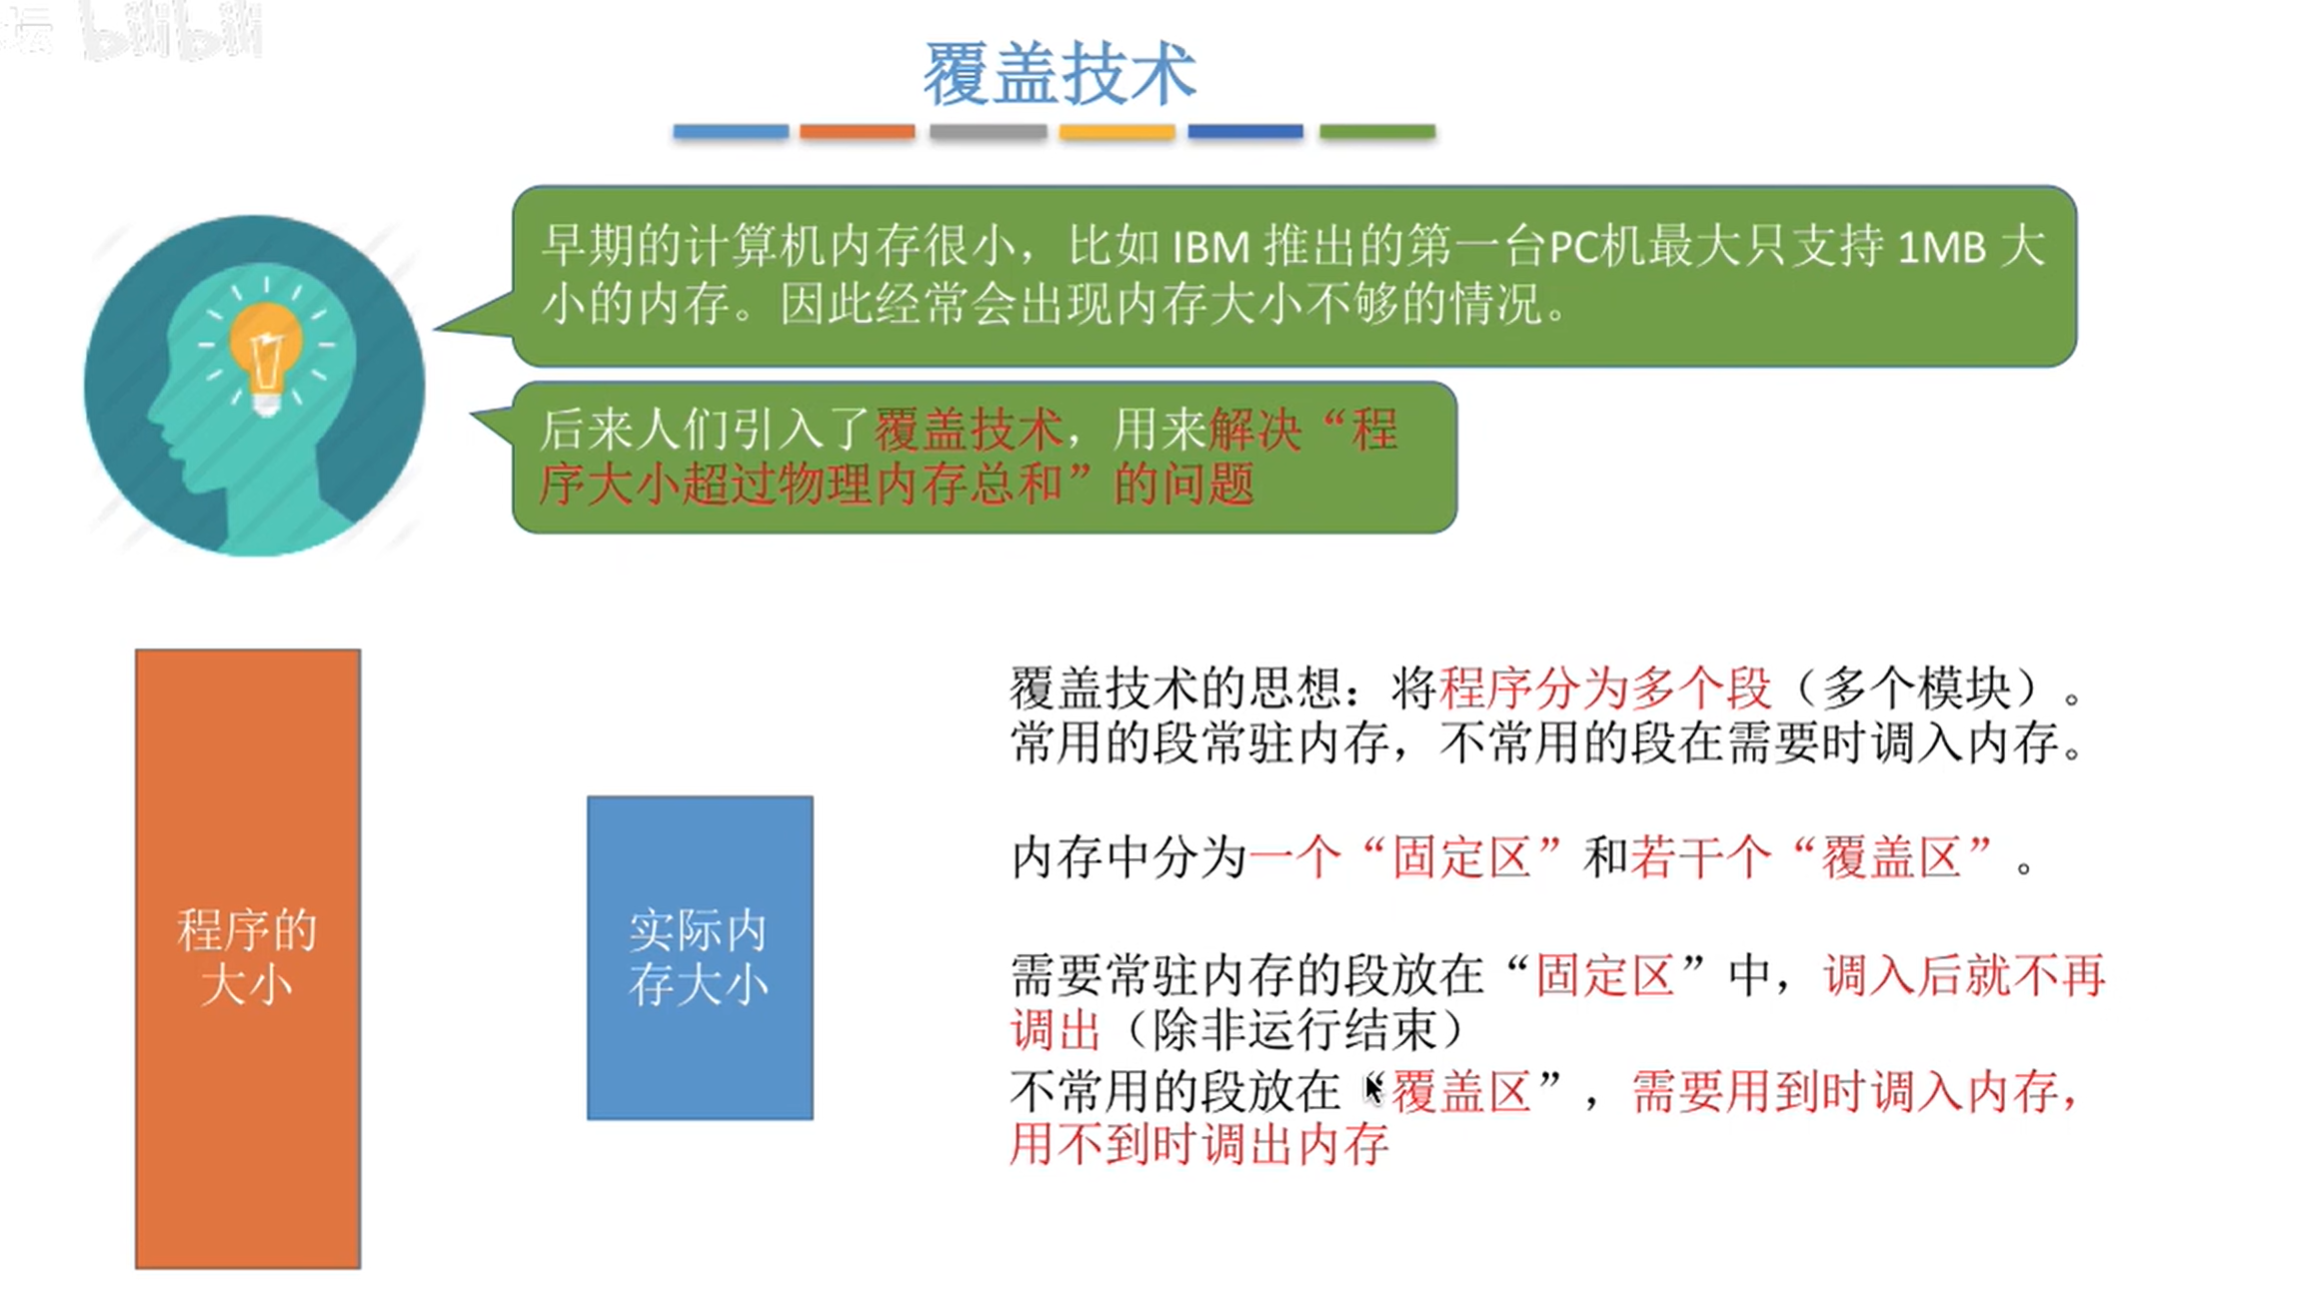 坛 bilibili
覆盖技术
早期的计算机内存很小，比如 IBM 推出的第一台PC机最大只支持 1MB 大
小的内存。因此经常会出现内存大小不够的情况。
后来人们引入了覆盖技术，用来解决“程
序大小超过物理内存总和”的问题
程序的
大小
实际内
存大小
覆盖技术的思想：将程序分为多个段（多个模块）。
常用的段常驻内存，不常用的段在需要时调入内存。
内存中分为一个“固定区”和若干个“覆盖区”。
需要常驻内存的段放在“固定区”中，调入后就不再
调出（除非运行结束）
不常用的段放在“覆盖区”，需要用到时调入内存，
用不到时调出内存